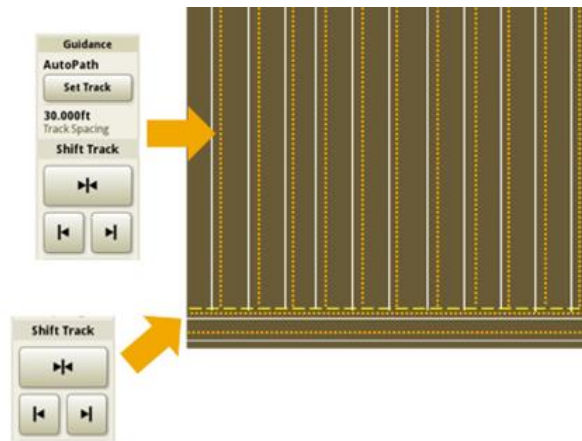 Guidance
AutoPath
Set Track
30.000ft
Track Spacing
Shift Track
Shift Track